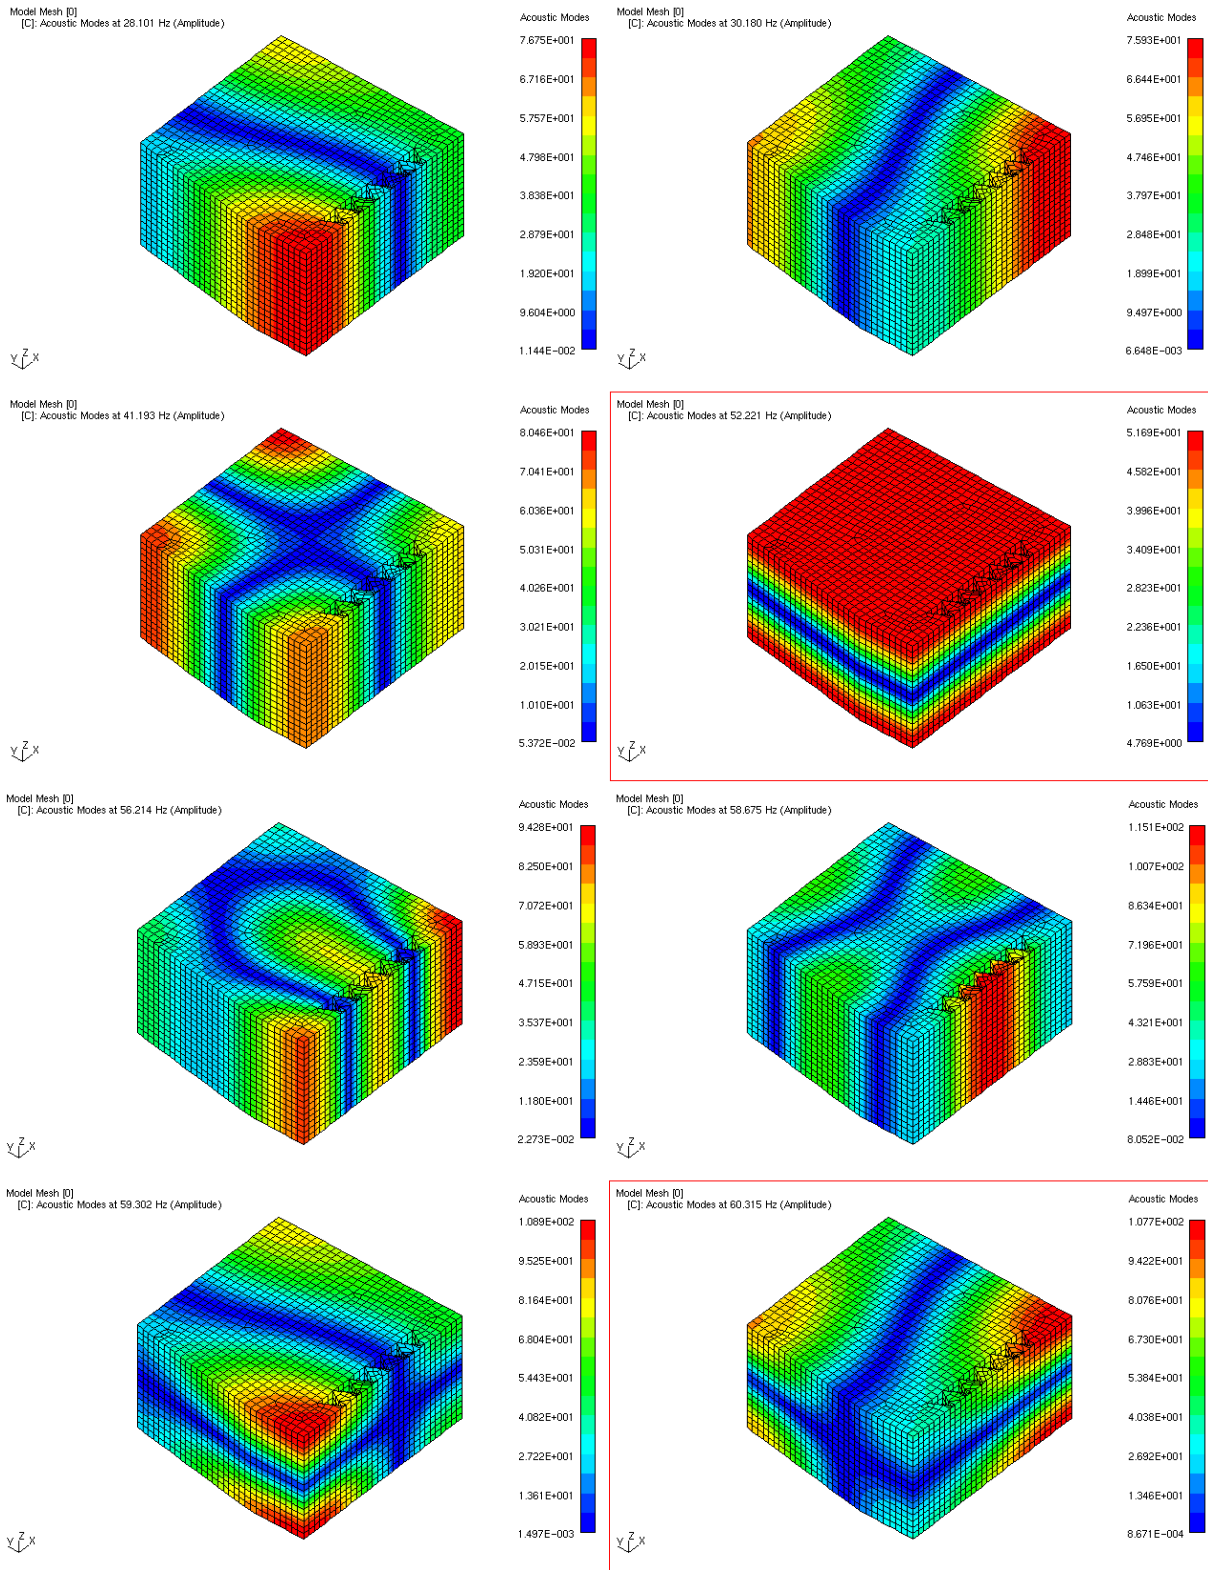 Model Mesh [0]
[C]: Acoustic Modes at 28.101 Hz (Amplitude)
Acoustic Modes
7.675E+001
6.716E+001
5.757E+001
4.798E+001
3.838E+001
2.879E+001
1.920E+001
9.604E+000
1.144E-002
Y Z X
Model Mesh [0]
[C]: Acoustic Modes at 30.180 Hz (Amplitude)
Acoustic Modes
7.593E+001
6.644E+001
5.695E+001
4.746E+001
3.797E+001
2.848E+001
1.899E+001
9.497E+000
6.648E-003
Y Z X
Model Mesh [0]
[C]: Acoustic Modes at 41.193 Hz (Amplitude)
Acoustic Modes
8.046E+001
7.041E+001
6.036E+001
5.031E+001
4.026E+001
3.021E+001
2.015E+001
1.010E+001
5.372E-002
Y Z X
Model Mesh [0]
[C]: Acoustic Modes at 52.221 Hz (Amplitude)
Acoustic Modes
5.169E+001
4.582E+001
3.996E+001
3.409E+001
2.823E+001
2.236E+001
1.650E+001
1.063E+001
4.769E+000
Y Z X
Model Mesh [0]
[C]: Acoustic Modes at 56.214 Hz (Amplitude)
Acoustic Modes
9.428E+001
8.250E+001
7.072E+001
5.893E+001
4.715E+001
3.537E+001
2.359E+001
1.180E+001
2.273E-002
Y Z X
Model Mesh [0]
[C]: Acoustic Modes at 58.675 Hz (Amplitude)
Acoustic Modes
1.151E+002
1.007E+002
8.634E+001
7.196E+001
5.759E+001
4.321E+001
2.883E+001
1.446E+001
8.052E-002
Y Z X
Model Mesh [0]
[C]: Acoustic Modes at 59.302 Hz (Amplitude)
Acoustic Modes
1.089E+002
9.525E+001
8.164E+001
6.804E+001
5.443E+001
4.082E+001
2.722E+001
1.361E+001
1.497E-003
Y Z X
Model Mesh [0]
[C]: Acoustic Modes at 60.315 Hz (Amplitude)
Acoustic Modes
1.077E+002
9.422E+001
8.076E+001
6.730E+001
5.384E+001
4.038E+001
2.692E+001
1.346E+001
8.671E-004
Y Z X